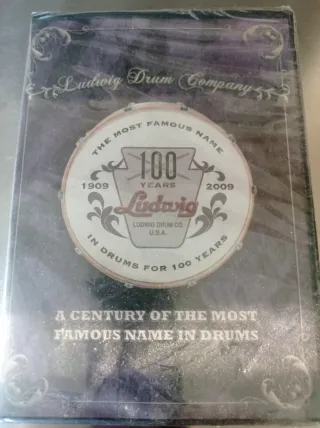 Ludwig Drum Company
THE MOST FAMOUS NAME
100
YEARS
1909 2009
Ludwig
LUDWIG DRUM CO.
U.S.A.
IN DRUMS FOR 100 YEARS
A CENTURY OF THE MOST
FAMOUS NAME IN DRUMS